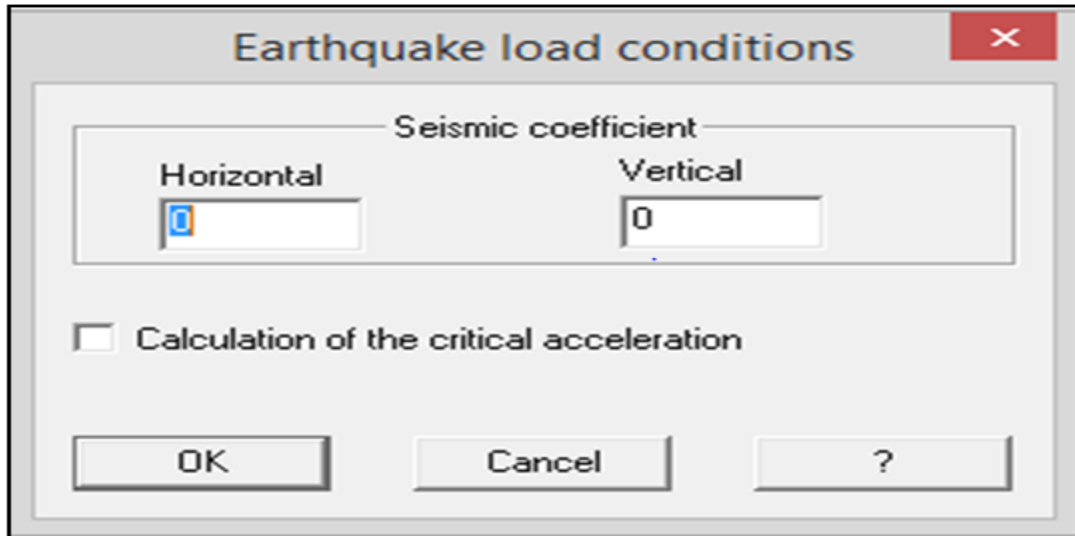 Earthquake load conditions
Seismic coefficient
Horizontal Vertical
0 0
Calculation of the critical acceleration
OK Cancel ?